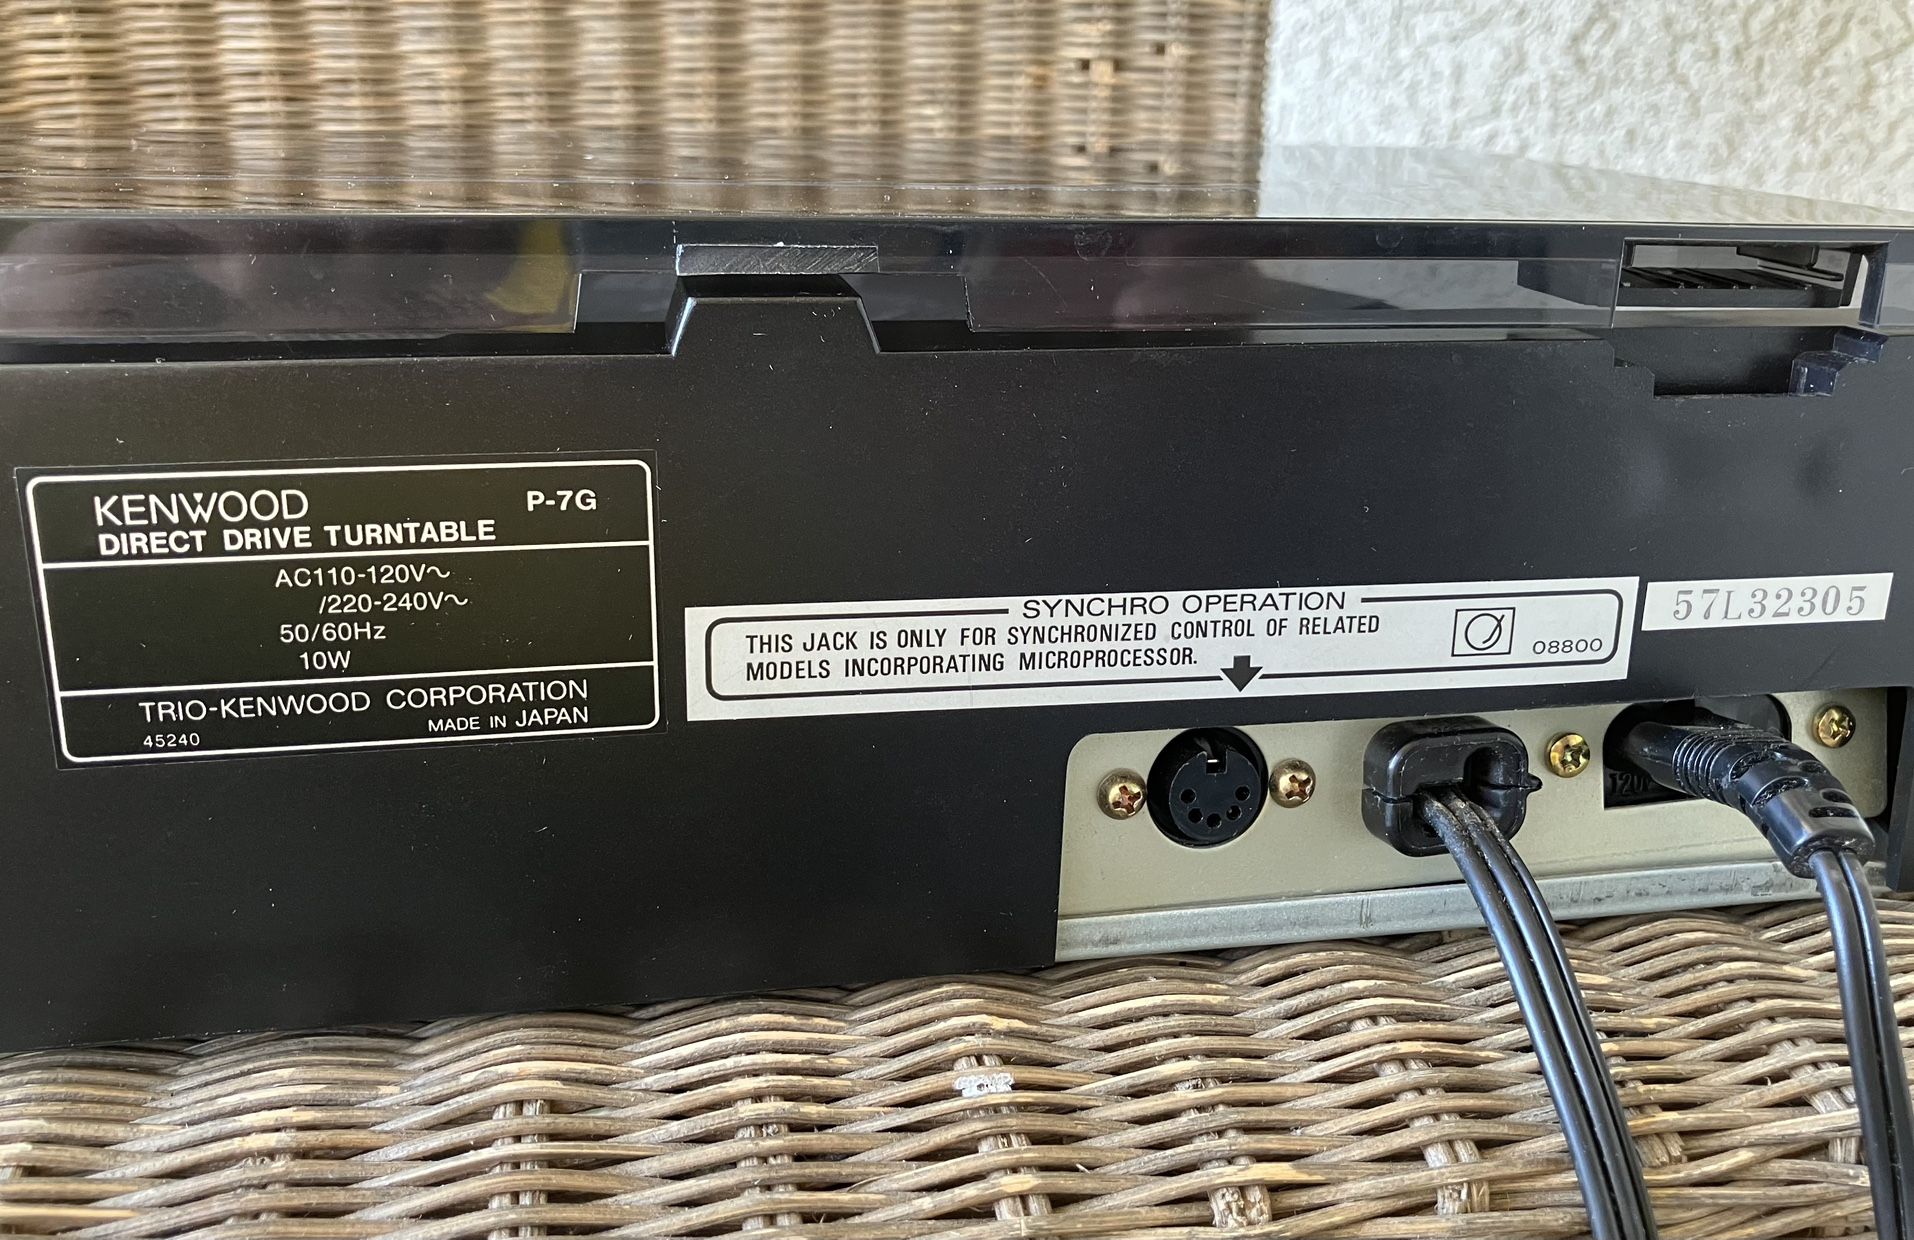 KENWOOD P-7G
DIRECT DRIVE TURNTABLE
AC110-120V~
/220-240V~
50/60Hz
10W
TRIO-KENWOOD CORPORATION
MADE IN JAPAN
45240
SYNCHRO OPERATION
THIS JACK IS ONLY FOR SYNCHRONIZED CONTROL OF RELATED
MODELS INCORPORATING MICROPROCESSOR.
08800
57L32305